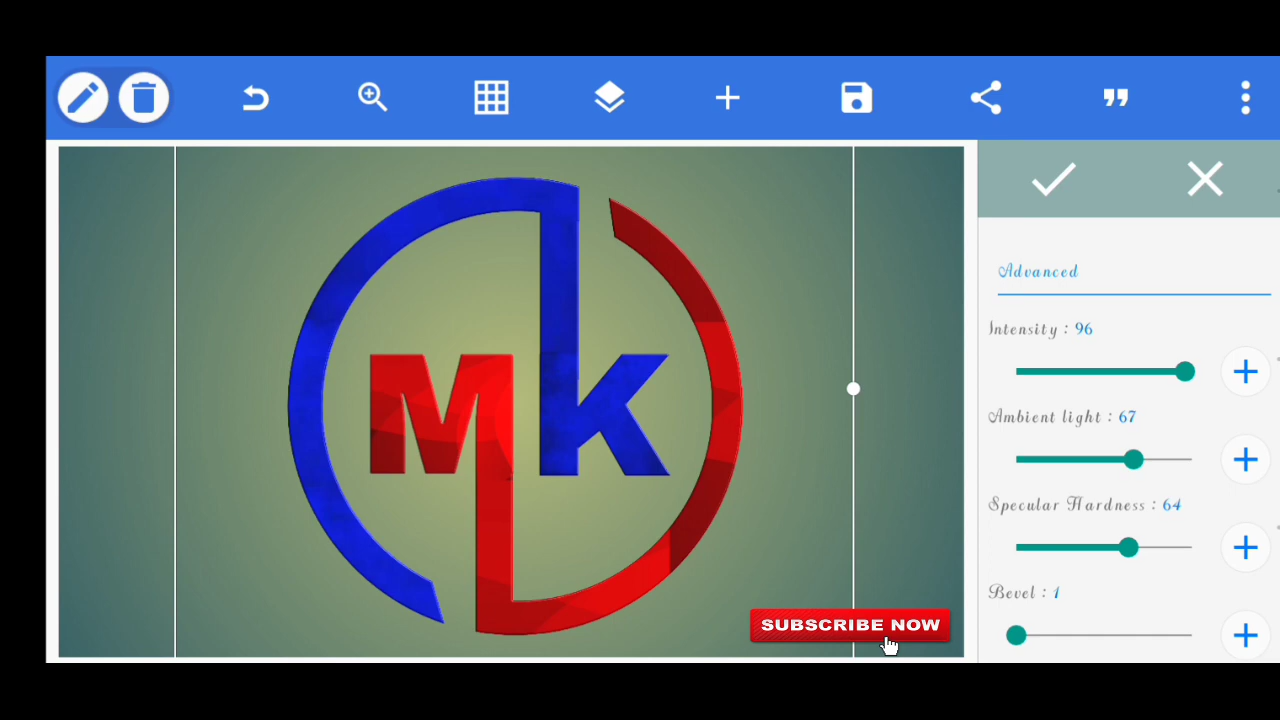 MK
Advanced
Intensity : 96
Ambient light : 67
Specular Hardness : 64
Bevel : 1
SUBSCRIBE NOW